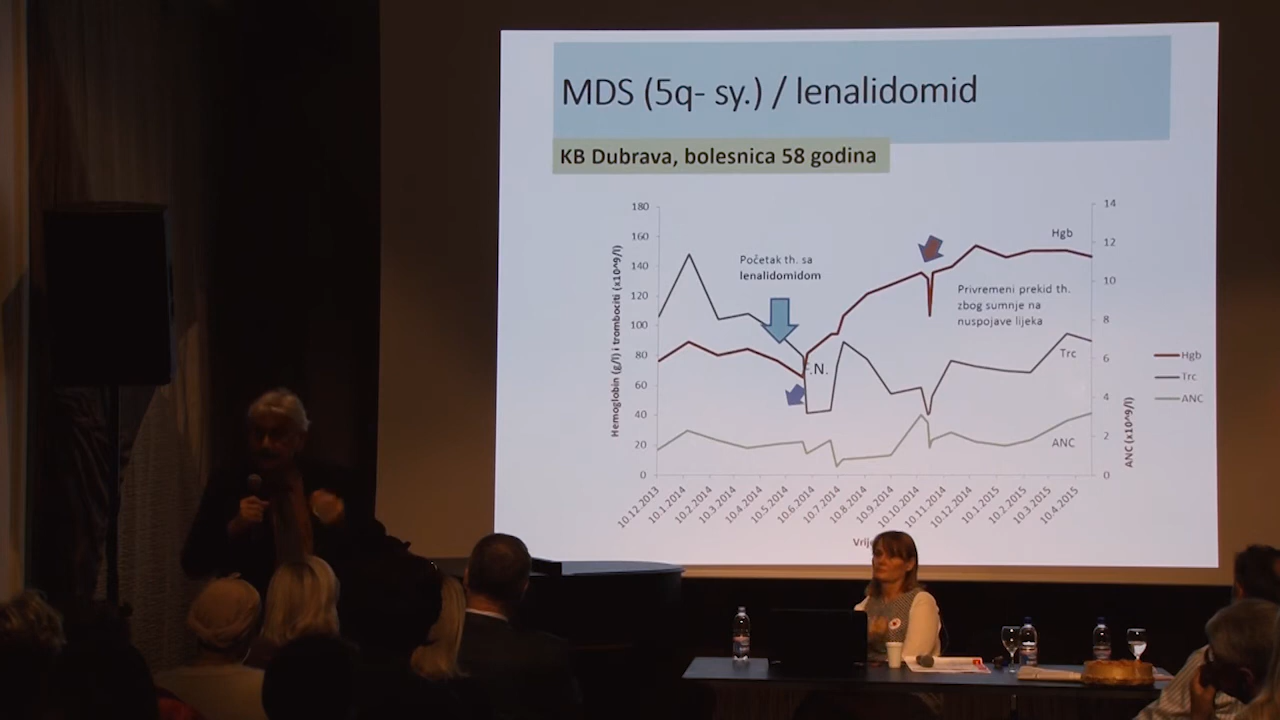 MDS (5q- sy.) / lenalidomid
KB Dubrava, bolesnica 58 godina
Hemoglobin (g/l) i trombociti (x10^9/l)
180
160
140
120
100
80
60
40
20
0
14
12
10
8
6
4
2
0
ANC (x10^9/l)
Početak th. sa
lenalidomidom
F.N.
Hgb
Privremeni prekid th.
zbog sumnje na
nuspojave lijeka
Trc
ANC
Hgb
Trc
ANC
10.12.2013
10.1.2014
10.2.2014
10.3.2014
10.4.2014
10.5.2014
10.6.2014
10.7.2014
10.8.2014
10.9.2014
10.10.2014
10.11.2014
10.12.2014
10.1.2015
10.2.2015
10.3.2015
10.4.2015